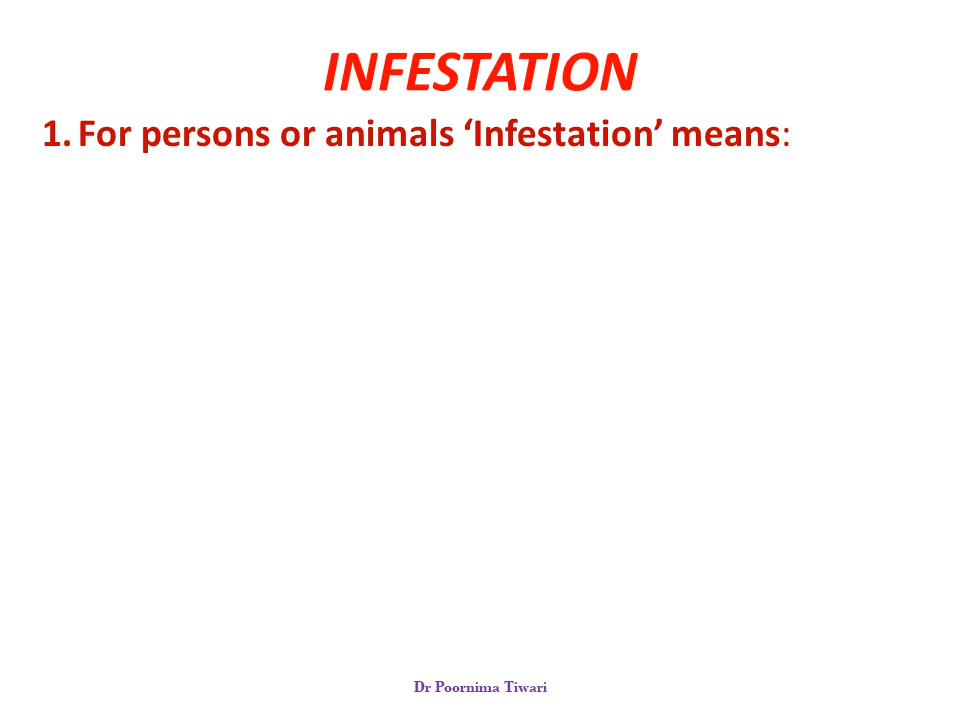 INFESTATION
1. For persons or animals ‘Infestation’ means:
Dr Poornima Tiwari